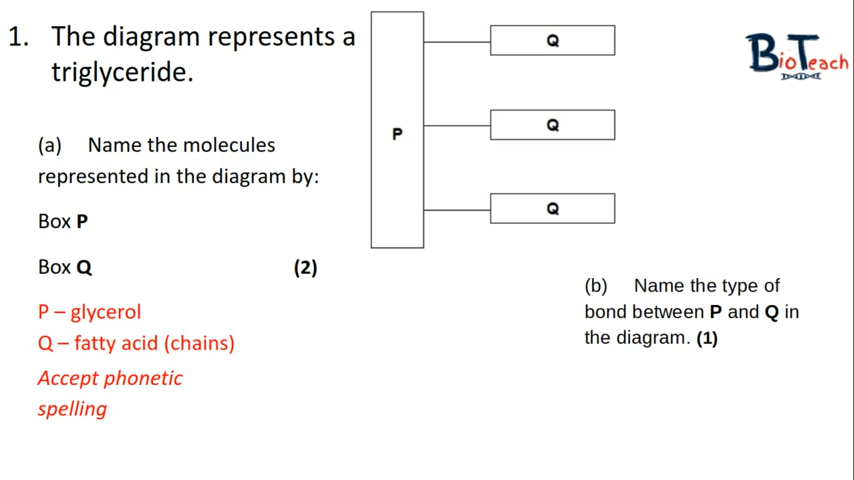 1. The diagram represents a
triglyceride.
(a) Name the molecules
represented in the diagram by:
Box P
Box Q (2)
P – glycerol
Q – fatty acid (chains)
Accept phonetic
spelling
P
Q
Q
Q
BioTeach
(b) Name the type of
bond between P and Q in
the diagram. (1)